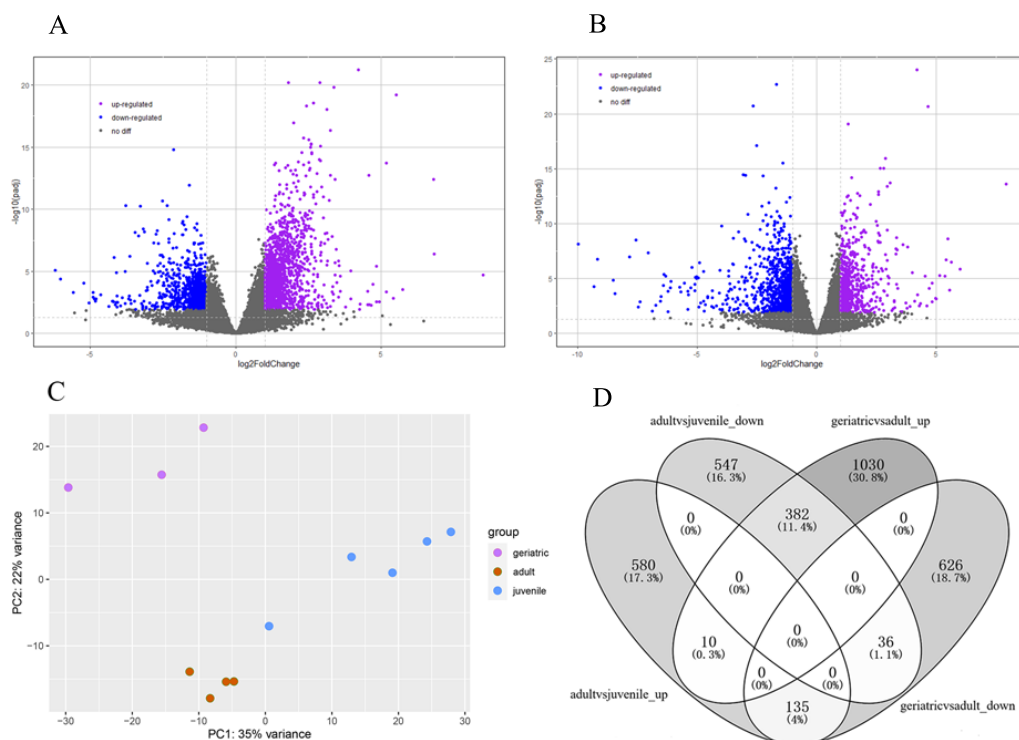 A
B
20
15
10
5
0
-log10(padj)
up-regulated
down-regulated
no diff
-5
0
5
log2FoldChange
25
20
15
10
5
0
-log10(padj)
up-regulated
down-regulated
no diff
-10
-5
0
5
log2FoldChange
C
20
10
0
−10
PC2: 22% variance
−30
−20
−10
0
10
20
30
PC1: 35% variance
group
geriatric
adult
juvenile
D
adultvsjuvenile_down
geriatricvsadult_up
547
(16.3%)
1030
(30.8%)
0
(0%)
382
(11.4%)
0
(0%)
580
(17.3%)
0
(0%)
0
(0%)
626
(18.7%)
10
(0.3%)
0
(0%)
36
(1.1%)
0
(0%)
0
(0%)
135
(4%)
adultvsjuvenile_up
geriatricvsadult_down